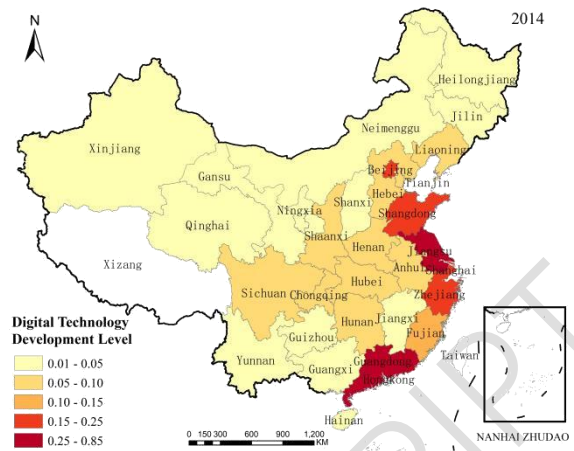 2014
N
Heilongjiang
Jilin
Neimenggu
Liaoning
Xinjiang
Gansu
Beijing
Tianjin
Hebei
Ningxia
Shanxi
Shangdong
Qinghai
Shaanxi
Henan
Jiangsu
Xizang
Anhui
Shanghai
Hubei
Sichuan
Chongqing
Zhejiang
Hunan
Jiangxi
Guizhou
Fujian
Yunnan
Guangxi
Guangdong
Taiwan
Hongkong
Hainan
Digital Technology
Development Level
0.01 - 0.05
0.05 - 0.10
0.10 - 0.15
0.15 - 0.25
0.25 - 0.85
0 150 300 600 900 1,200
KM
NANHAI ZHUDAO